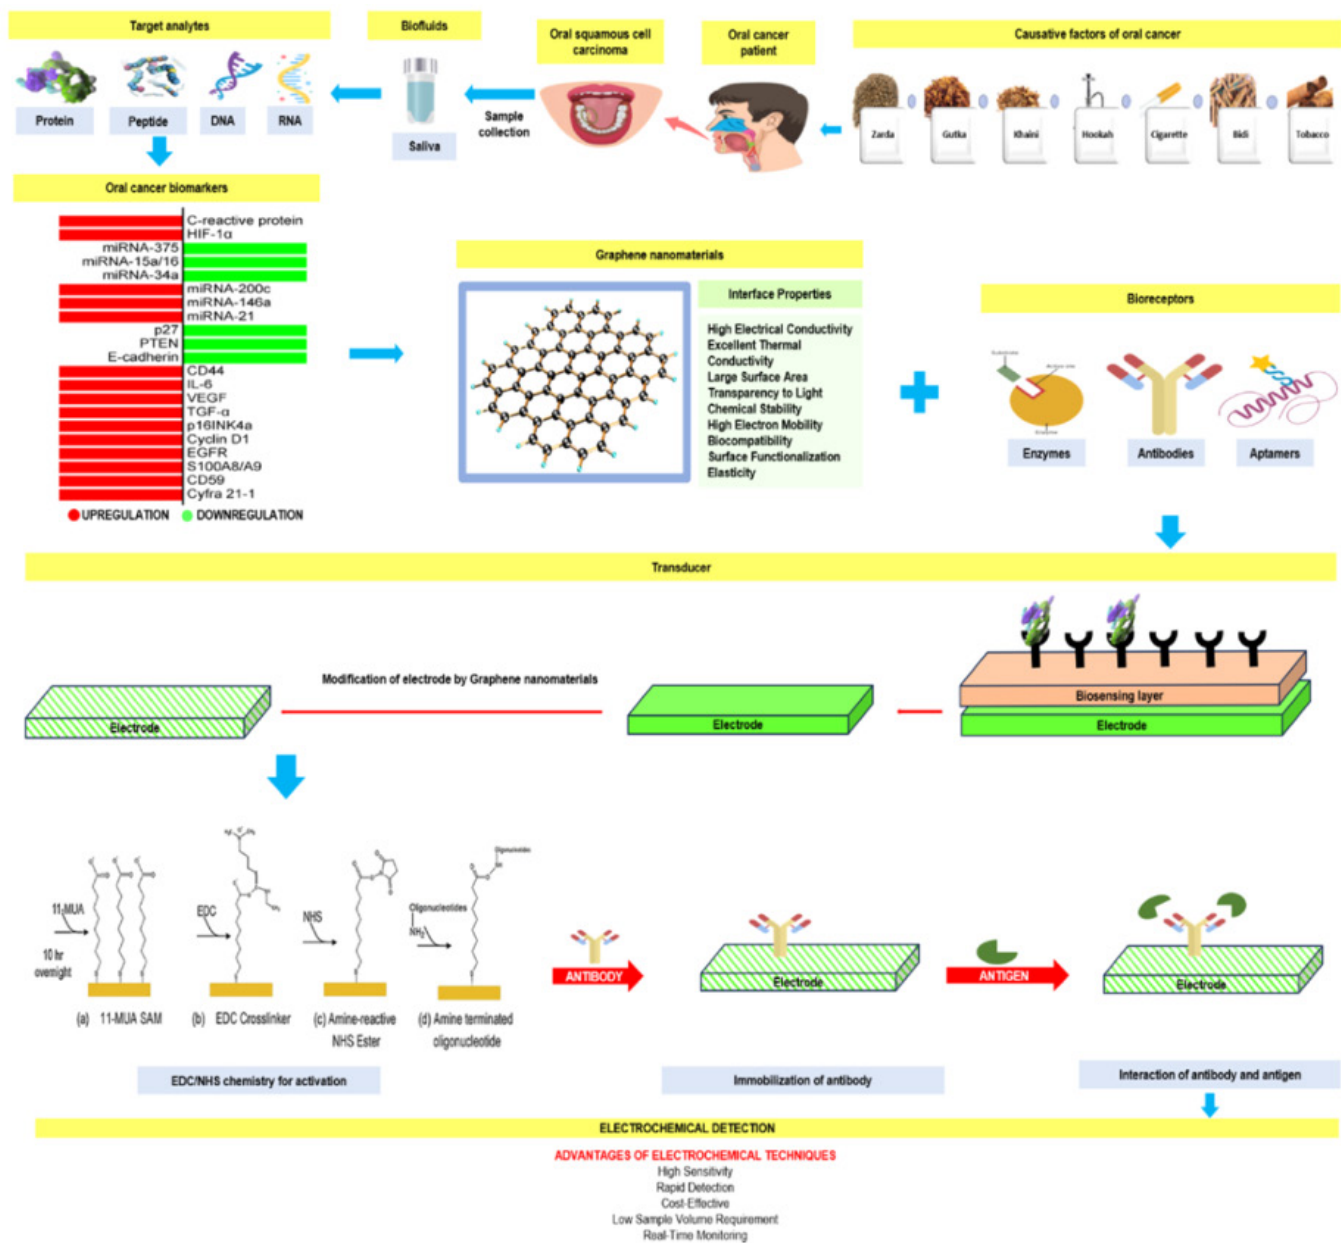 Target analytes
Protein
Peptide
DNA
RNA
Biofluids
Saliva
Sample
collection
Oral squamous cell
carcinoma
Oral cancer
patient
Causative factors of oral cancer
Zarda
Gutka
Khaini
Hookah
Cigarette
Bidi
Tobacco
Oral cancer biomarkers
C-reactive protein
HIF-1α
miRNA-375
miRNA-15a/16
miRNA-34a
miRNA-200c
miRNA-146a
miRNA-21
p27
PTEN
E-cadherin
CD44
IL-6
VEGF
TGF-α
p16INK4a
Cyclin D1
EGFR
S100A8/A9
CD59
Cyfra 21-1
UPREGULATION
DOWNREGULATION
Graphene nanomaterials
Interface Properties
High Electrical Conductivity
Excellent Thermal
Conductivity
Large Surface Area
Transparency to Light
Chemical Stability
High Electron Mobility
Biocompatibility
Surface Functionalization
Elasticity
Bioreceptors
Enzymes
Antibodies
Aptamers
Transducer
Electrode
Modification of electrode by Graphene nanomaterials
Electrode
Biosensing layer
Electrode
11-MUA
10 hr
overnight
EDC
NHS
Oligonucleotides
NH2
Oligonucleotides
(a) 11-MUA SAM
(b) EDC Crosslinker
(c) Amine-reactive
NHS Ester
(d) Amine terminated
oligonucleotide
ANTIBODY
Electrode
ANTIGEN
Electrode
EDC/NHS chemistry for activation
Immobilization of antibody
Interaction of antibody and antigen
ELECTROCHEMICAL DETECTION
ADVANTAGES OF ELECTROCHEMICAL TECHNIQUES
High Sensitivity
Rapid Detection
Cost-Effective
Low Sample Volume Requirement
Real-Time Monitoring